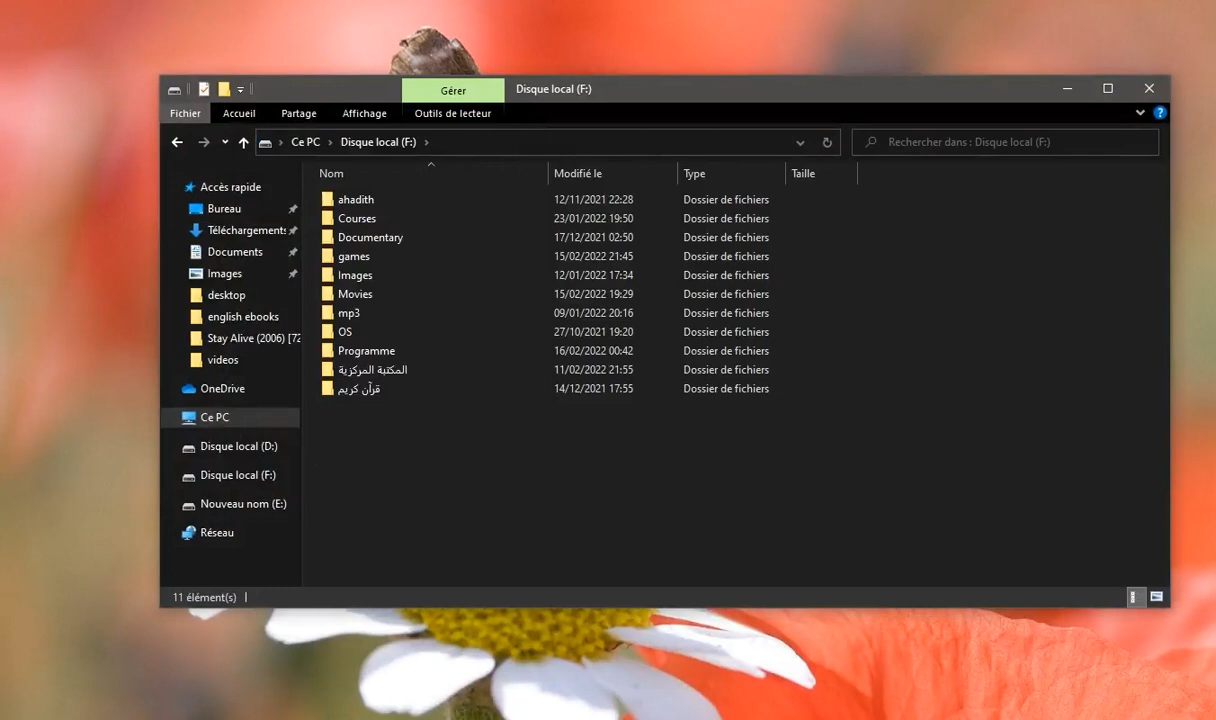 Gérer
Disque local (F:)
Fichier
Accueil
Partage
Affichage
Outils de lecteur
Ce PC
Disque local (F:)
Rechercher dans : Disque local (F:)
Accès rapide
Bureau
Téléchargements
Documents
Images
desktop
english ebooks
Stay Alive (2006) [72
videos
OneDrive
Ce PC
Disque local (D:)
Disque local (F:)
Nouveau nom (E:)
Réseau
Nom Modifié le Type Taille
ahadith 12/11/2021 22:28 Dossier de fichiers
Courses 23/01/2022 19:50 Dossier de fichiers
Documentary 17/12/2021 02:50 Dossier de fichiers
games 15/02/2022 21:45 Dossier de fichiers
Images 12/01/2022 17:34 Dossier de fichiers
Movies 15/02/2022 19:29 Dossier de fichiers
mp3 09/01/2022 20:16 Dossier de fichiers
OS 27/10/2021 19:20 Dossier de fichiers
Programme 16/02/2022 00:42 Dossier de fichiers
المكتبة المركزية 11/02/2022 21:55 Dossier de fichiers
قرآن كريم 14/12/2021 17:55 Dossier de fichiers
11 élément(s)